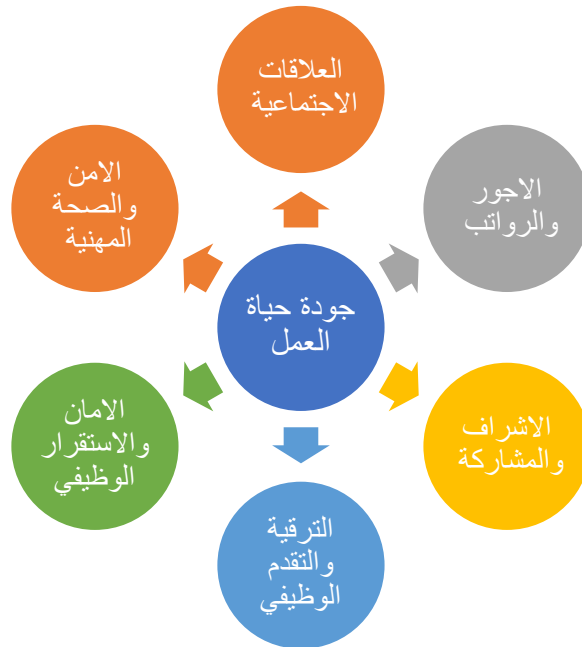 العلاقات
الاجتماعية
الاجور
والرواتب
الاشراف
والمشاركة
الترقية
والتقدم
الوظيفي
الامان
والاستقرار
الوظيفي
الامن
والصحة
المهنية
جودة حياة
العمل